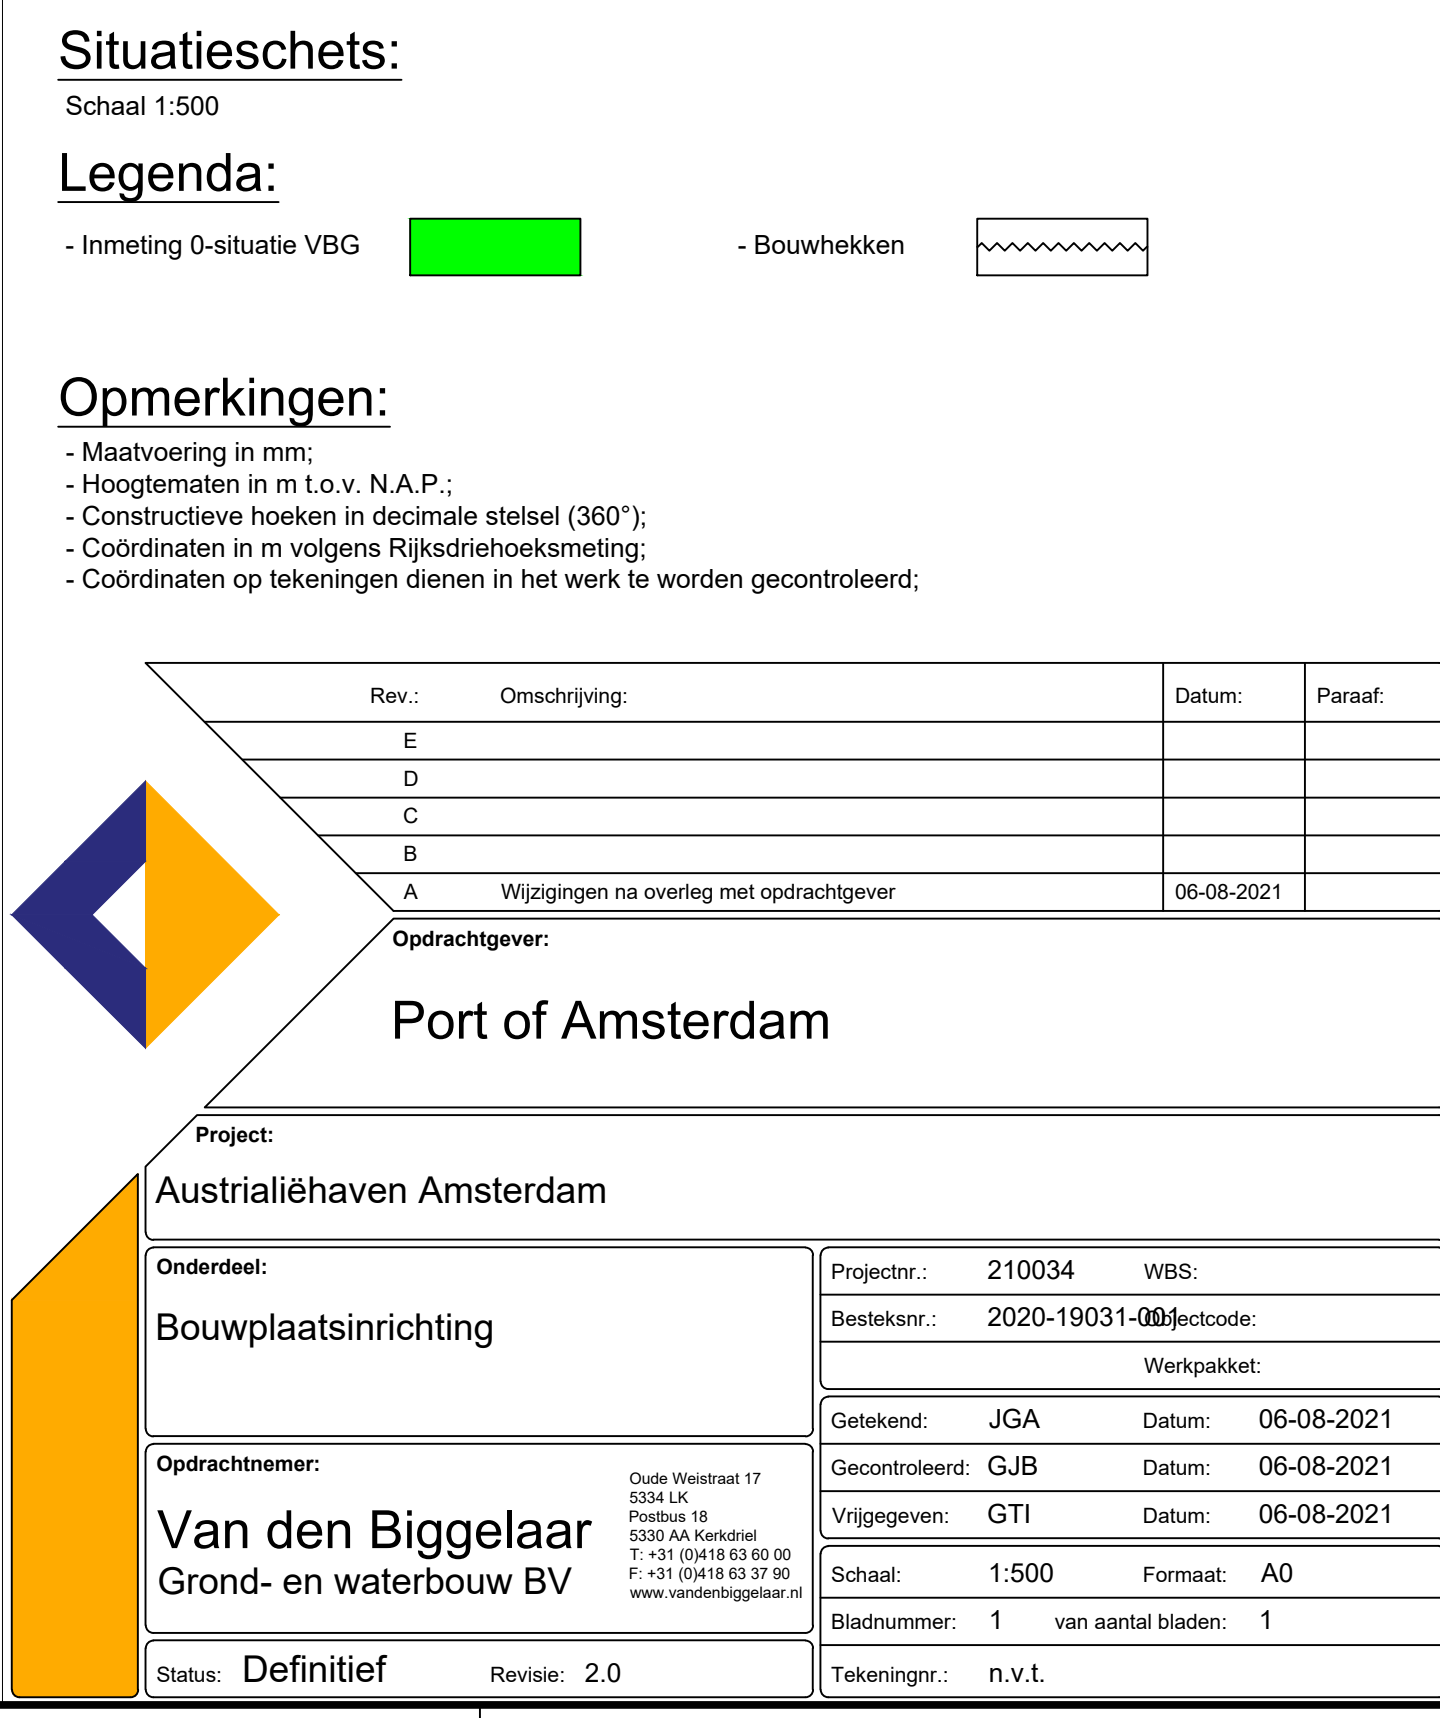 Situatieschets:
Schaal 1:500
Legenda:
- Inmeting 0-situatie VBG
- Bouwhekken
Opmerkingen:
- Maatvoering in mm;
- Hoogtematen in m t.o.v. N.A.P.;
- Constructieve hoeken in decimale stelsel (360°);
- Coördinaten in m volgens Rijksdriehoeksmeting;
- Coördinaten op tekeningen dienen in het werk te worden gecontroleerd;
Rev.: Omschrijving: Datum: Paraaf:
E
D
C
B
A Wijzigingen na overleg met opdrachtgever 06-08-2021
Opdrachtgever:
Port of Amsterdam
Project:
Austrialiëhaven Amsterdam
Onderdeel:
Bouwplaatsinrichting
Projectnr.: 210034 WBS:
Besteksnr.: 2020-19031-001 Objectcode:
Werkpakket:
Getekend: JGA Datum: 06-08-2021
Gecontroleerd: GJB Datum: 06-08-2021
Vrijgegeven: GTI Datum: 06-08-2021
Opdrachtnemer:
Van den Biggelaar
Grond- en waterbouw BV
Oude Weistraat 17
5334 LK
Postbus 18
5330 AA Kerkdriel
T: +31 (0)418 63 60 00
F: +31 (0)418 63 37 90
www.vandenbiggelaar.nl
Schaal: 1:500 Formaat: A0
Bladnummer: 1 van aantal bladen: 1
Status: Definitief Revisie: 2.0
Tekeningnr.: n.v.t.